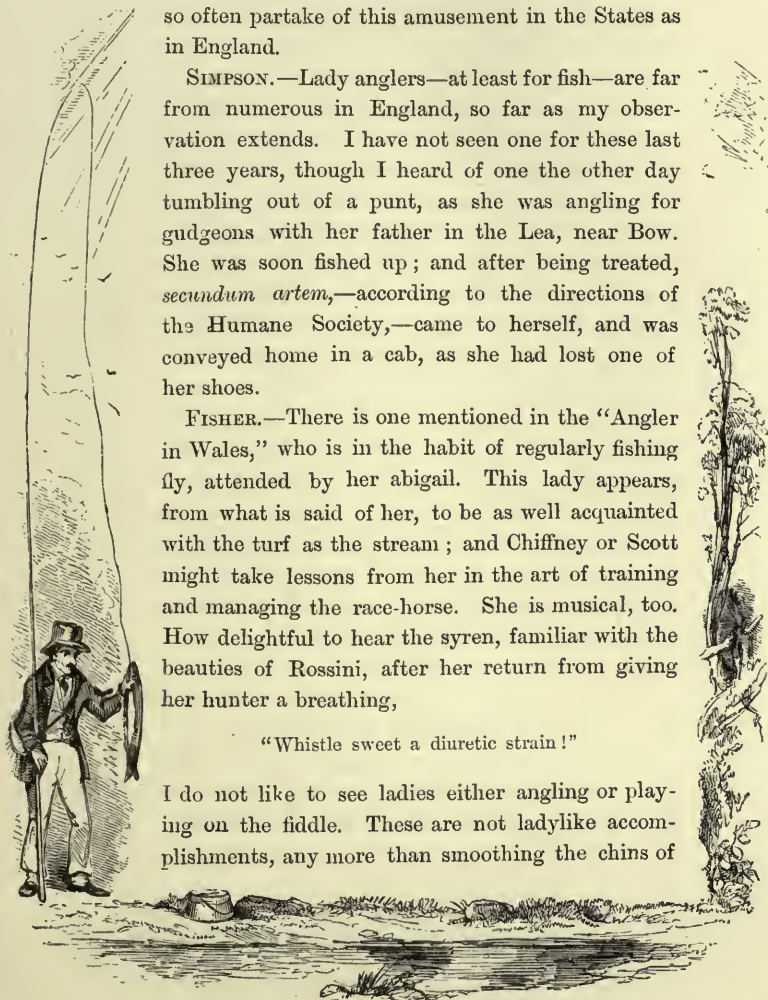 so often partake of this amusement in the States as
in England.
SIMPSON.—Lady anglers—at least for fish—are far
from numerous in England, so far as my obser-
vation extends. I have not seen one for these last
three years, though I heard of one the other day
tumbling out of a punt, as she was angling for
gudgeons with her father in the Lea, near Bow.
She was soon fished up; and after being treated,
secundum artem,—according to the directions of
the Humane Society,—came to herself, and was
conveyed home in a cab, as she had lost one of
her shoes.
FISHER.—There is one mentioned in the “Angler
in Wales,” who is in the habit of regularly fishing
fly, attended by her abigail. This lady appears,
from what is said of her, to be as well acquainted
with the turf as the stream; and Chiffney or Scott
might take lessons from her in the art of training
and managing the race-horse. She is musical, too.
How delightful to hear the syren, familiar with the
beauties of Rossini, after her return from giving
her hunter a breathing,
“Whistle sweet a diuretic strain!”
I do not like to see ladies either angling or play-
ing on the fiddle. These are not ladylike accom-
plishments, any more than smoothing the chins of